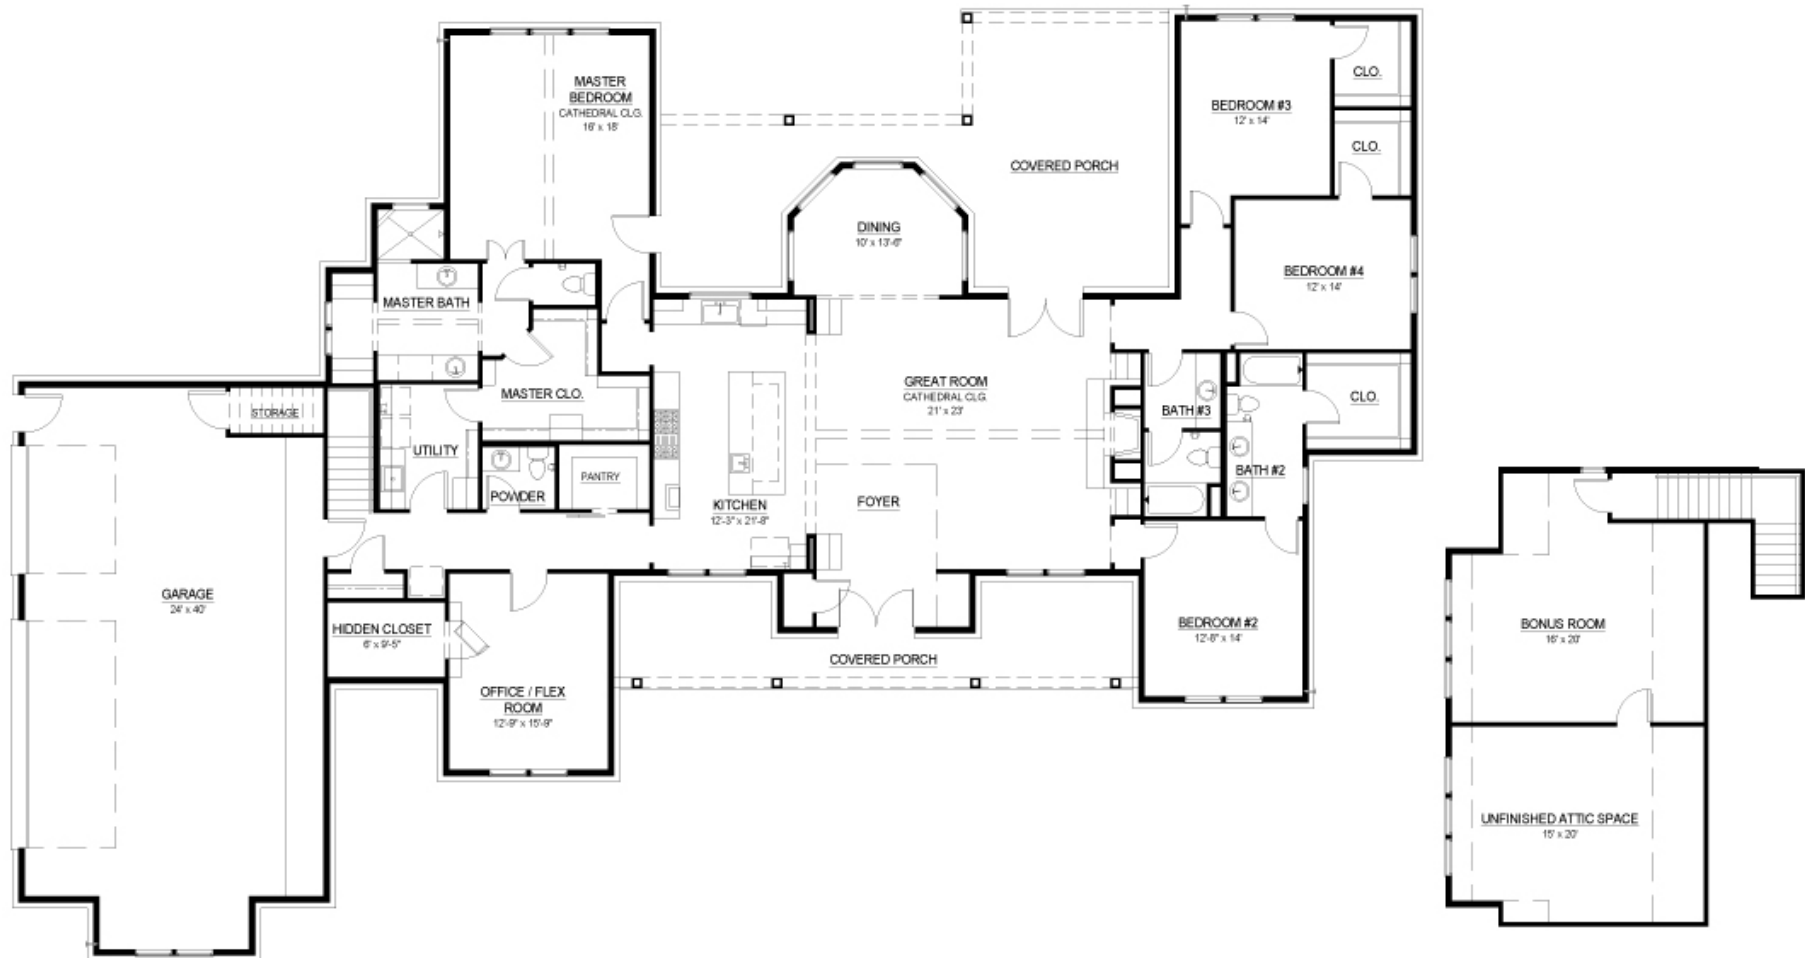 MASTER
BEDROOM
CATHEDRAL CLG.
16' x 18'
BEDROOM #3
12' x 14'
CLO.
CLO.
COVERED PORCH
DINING
10' x 13'-6"
BEDROOM #4
12' x 14'
MASTER BATH
MASTER CLO.
GREAT ROOM
CATHEDRAL CLG.
21' x 23'
CLO.
STORAGE
BATH #3
UTILITY
BATH #2
PANTRY
POWDER
KITCHEN
12'-3" x 21'-8"
FOYER
GARAGE
24' x 40'
HIDDEN CLOSET
6' x 9'-5"
BEDROOM #2
12'-8" x 14'
COVERED PORCH
OFFICE / FLEX
ROOM
12'-9" x 15'-9"
BONUS ROOM
16' x 20'
UNFINISHED ATTIC SPACE
15' x 20'